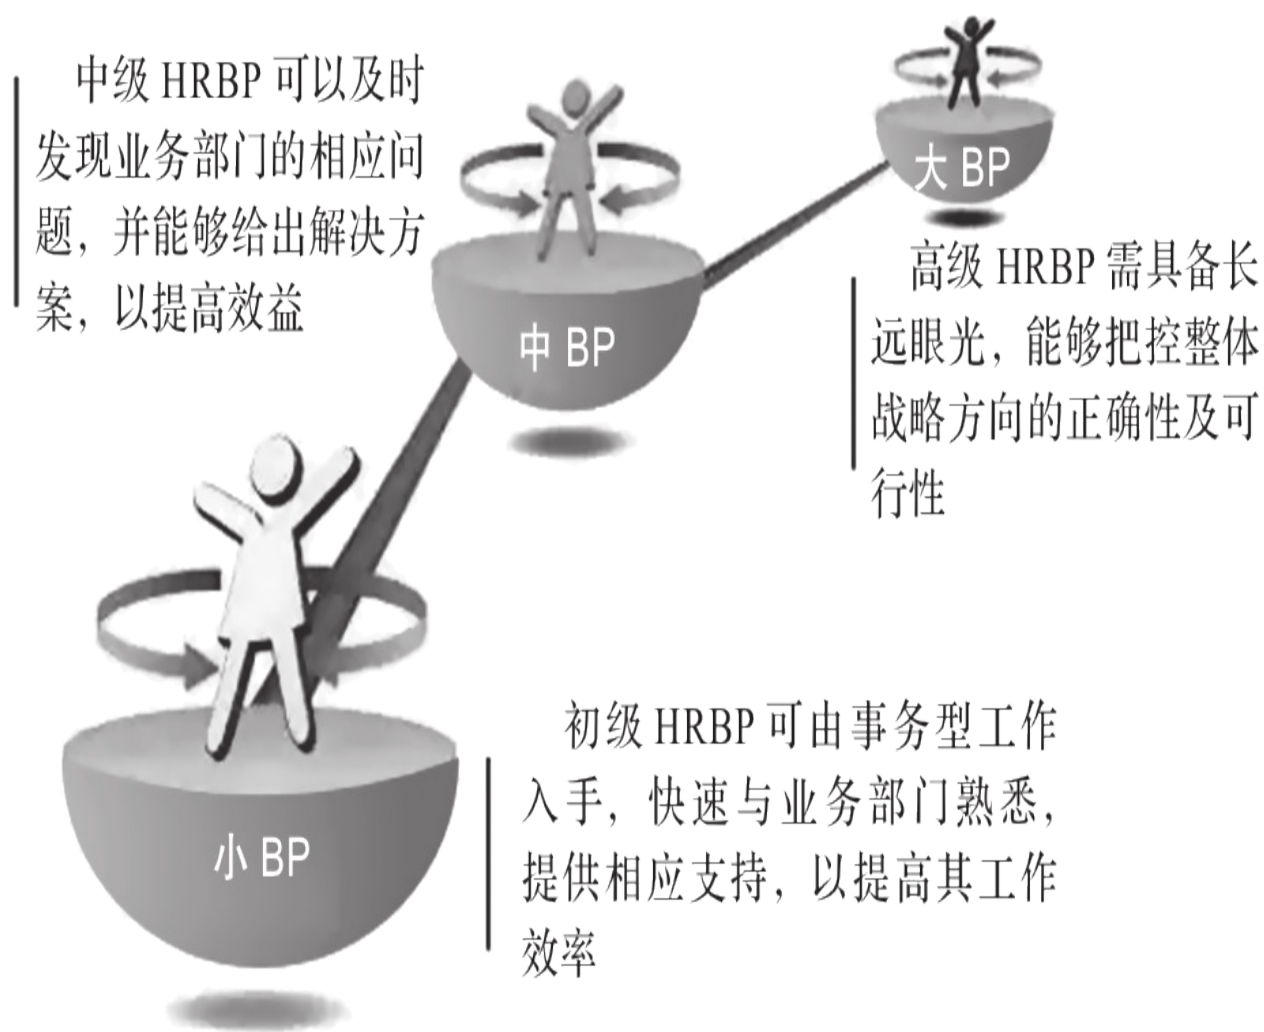 中级 HRBP 可以及时
发现业务部门的相应问
题，并能够给出解决方
案，以提高效益
大 BP
高级 HRBP 需具备长
远眼光，能够把控整体
战略方向的正确性及可
行性
中 BP
小 BP
初级 HRBP 可由事务型工作
入手，快速与业务部门熟悉，
提供相应支持，以提高其工作
效率